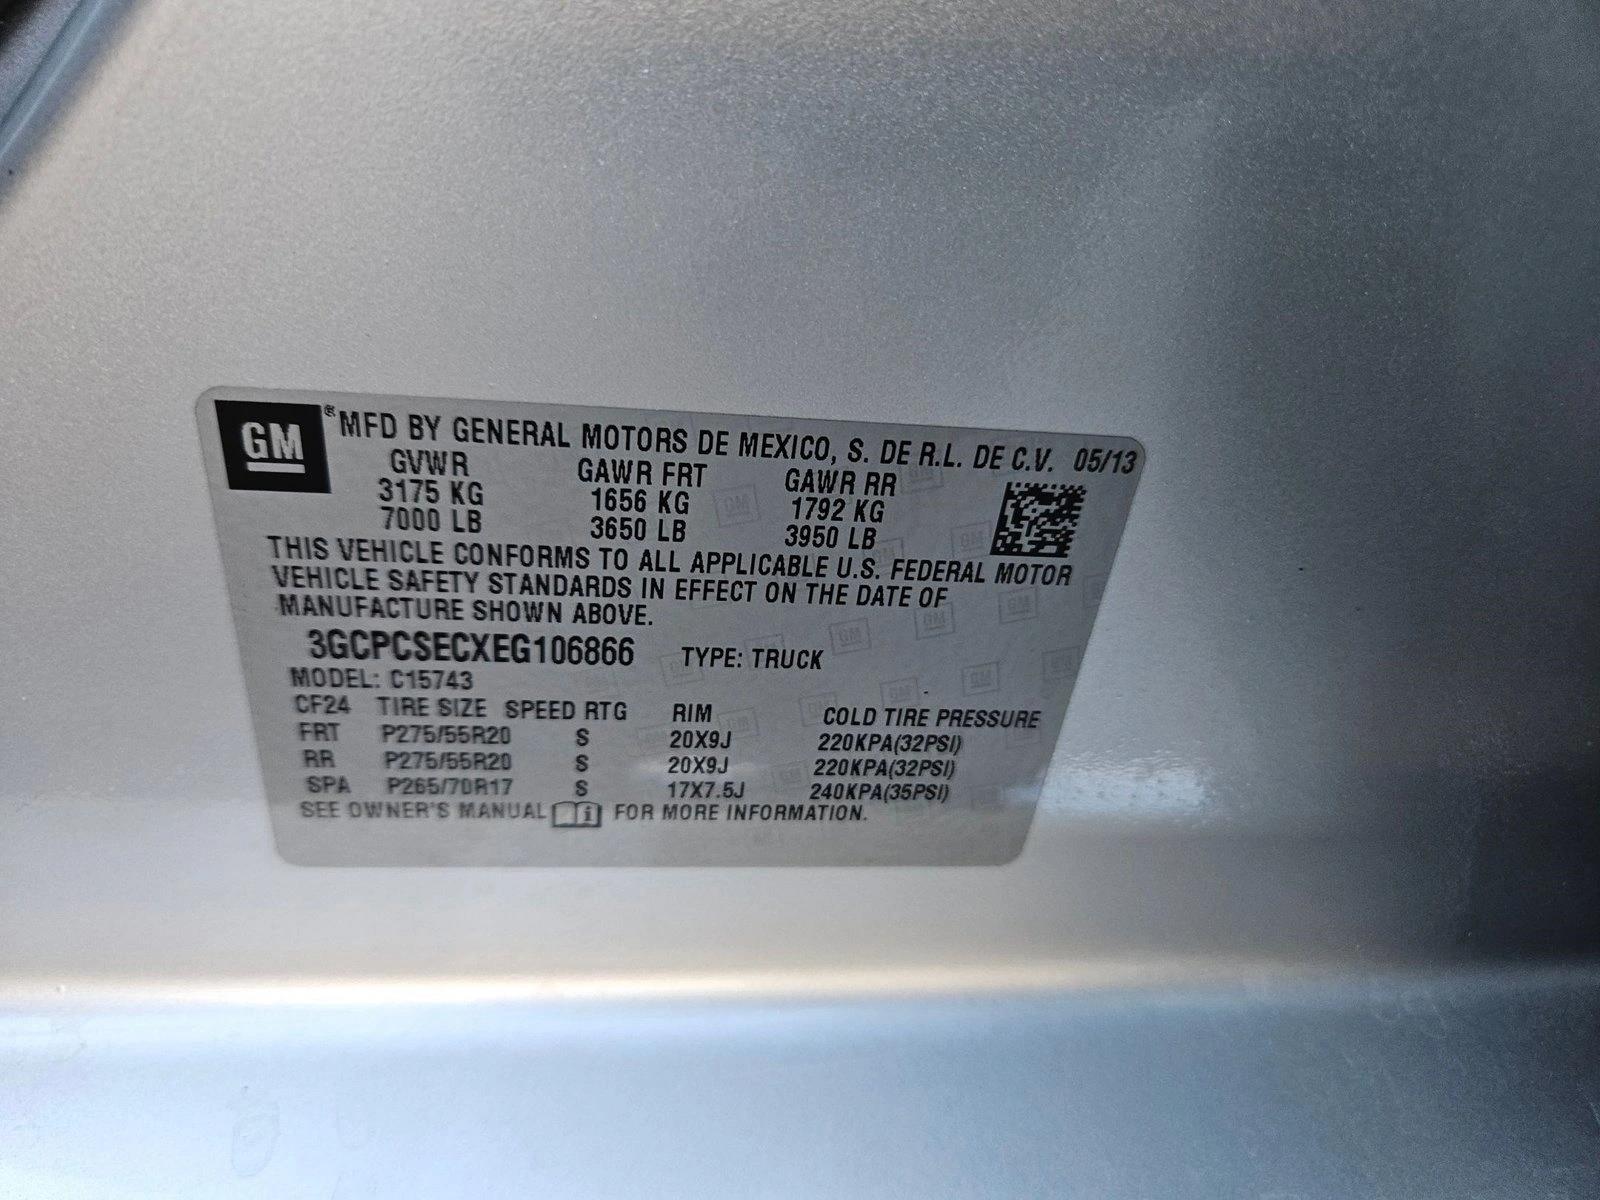 GM ® MFD BY GENERAL MOTORS DE MEXICO, S. DE R.L. DE C.V. 05/13
GVWR GAWR FRT GAWR RR
3175 KG 1656 KG 1792 KG
7000 LB 3650 LB 3950 LB
THIS VEHICLE CONFORMS TO ALL APPLICABLE U.S. FEDERAL MOTOR
VEHICLE SAFETY STANDARDS IN EFFECT ON THE DATE OF
MANUFACTURE SHOWN ABOVE.
3GCPCSECXEG106866 TYPE: TRUCK
MODEL: C15743
CF24 TIRE SIZE SPEED RTG RIM COLD TIRE PRESSURE
FRT P275/55R20 S 20X9J 220KPA(32PSI)
RR P275/55R20 S 20X9J 220KPA(32PSI)
SPA P265/70R17 S 17X7.5J 240KPA(35PSI)
SEE OWNER'S MANUAL i FOR MORE INFORMATION.